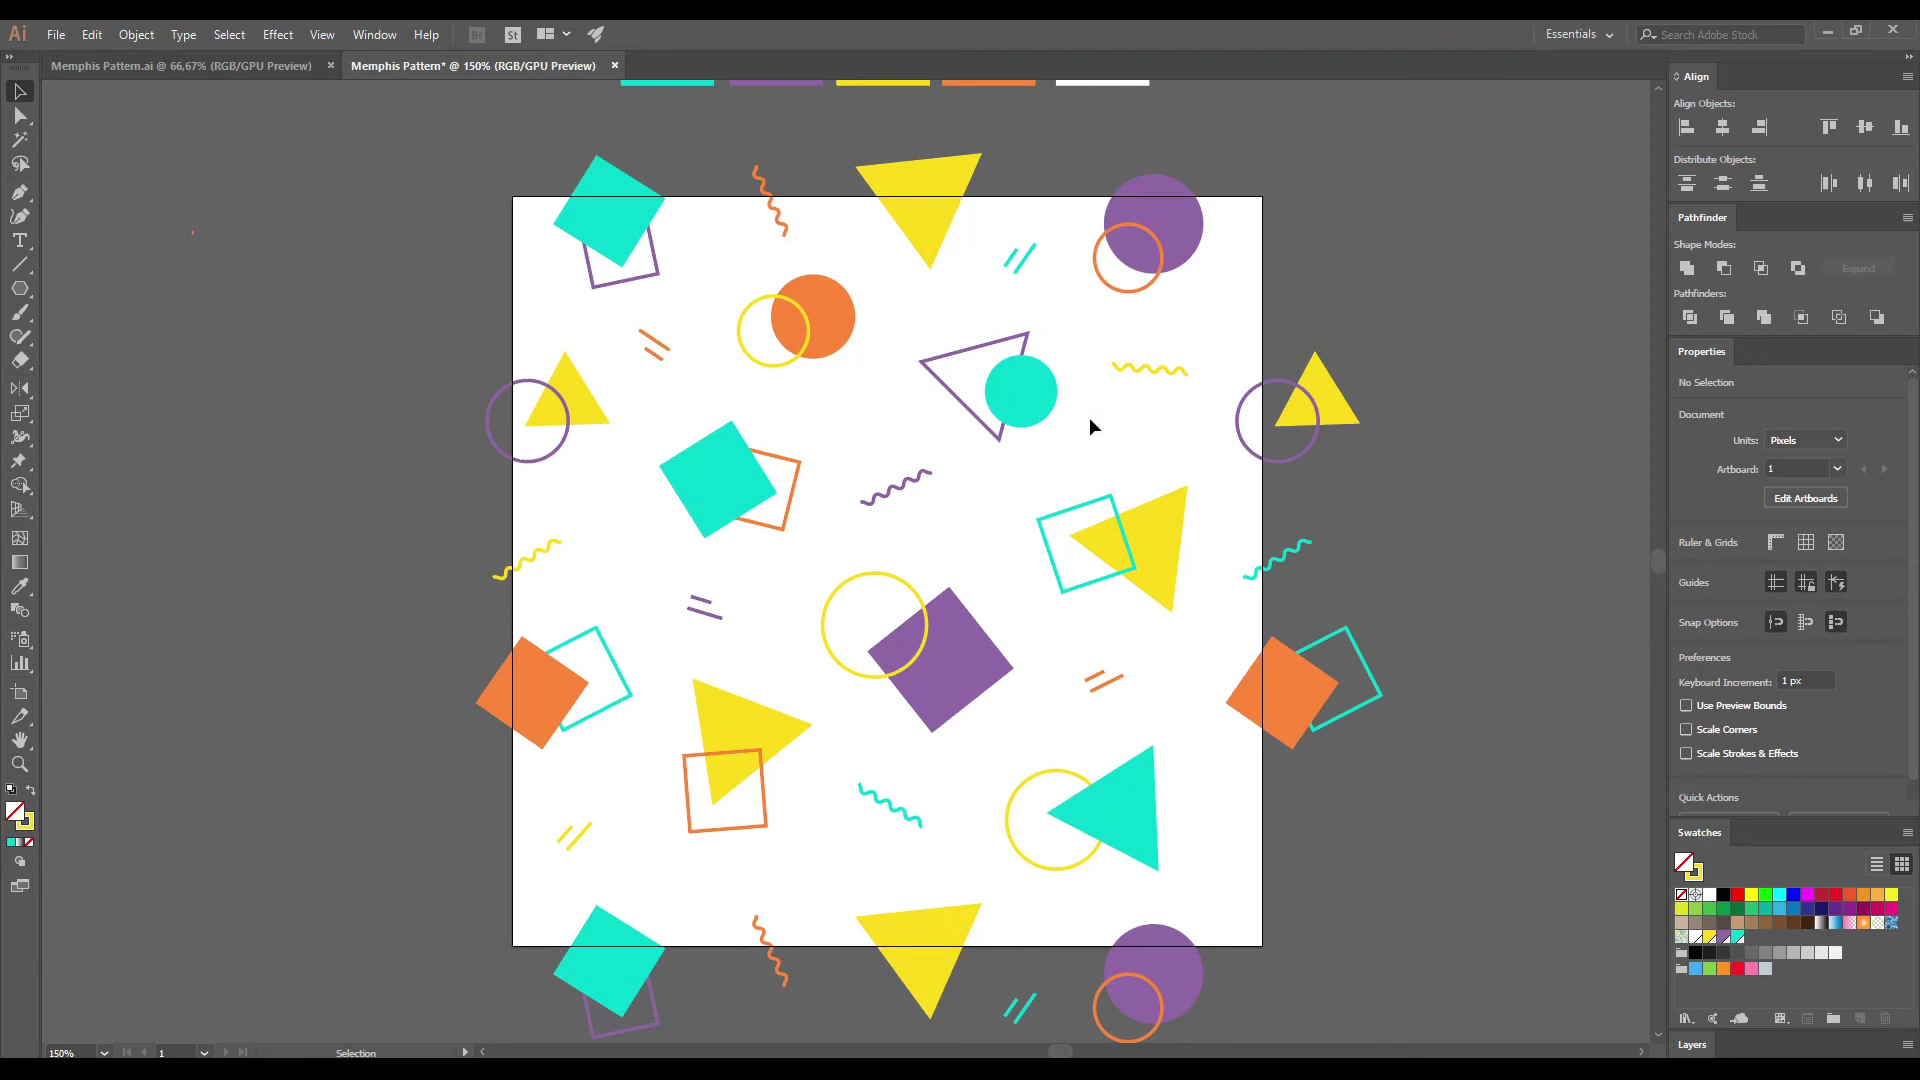 Ai File Edit Object Type Select Effect View Window Help Br St Essentials Search Adobe Stock
Memphis Pattern.ai @ 66,67% (RGB/GPU Preview) × Memphis Pattern* @ 150% (RGB/GPU Preview) ×
Align
Align Objects:
Distribute Objects:
Pathfinder
Shape Modes:
Expand
Pathfinders:
Properties
No Selection
Document
Units: Pixels
Artboard: 1
Edit Artboards
Ruler & Grids
Guides
Snap Options
Preferences
Keyboard Increment: 1 px
Use Preview Bounds
Scale Corners
Scale Strokes & Effects
Quick Actions
Swatches
Layers
150% 1 Selection